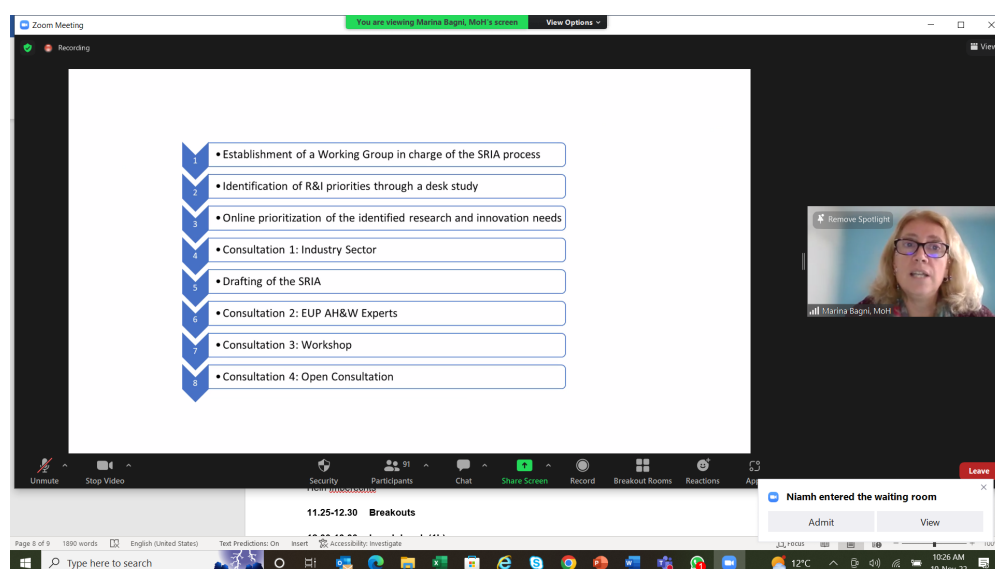 Zoom Meeting
You are viewing Marina Bagni, MoH's screen
View Options
Recording
View
1
• Establishment of a Working Group in charge of the SRIA process
2
• Identification of R&I priorities through a desk study
3
• Online prioritization of the identified research and innovation needs
4
• Consultation 1: Industry Sector
5
• Drafting of the SRIA
6
• Consultation 2: EUP AH&W Experts
7
• Consultation 3: Workshop
8
• Consultation 4: Open Consultation
Remove Spotlight
Marina Bagni, MoH
Unmute
Stop Video
Security
91
Participants
Chat
Share Screen
Record
Breakout Rooms
Reactions
Leave
11.25-12.30 Breakouts
Niamh entered the waiting room
Admit
View
Page 8 of 9
1890 words
English (United States)
Text Predictions: On
Insert
Accessibility: Investigate
Focus
Type here to search
12°C
10:26 AM